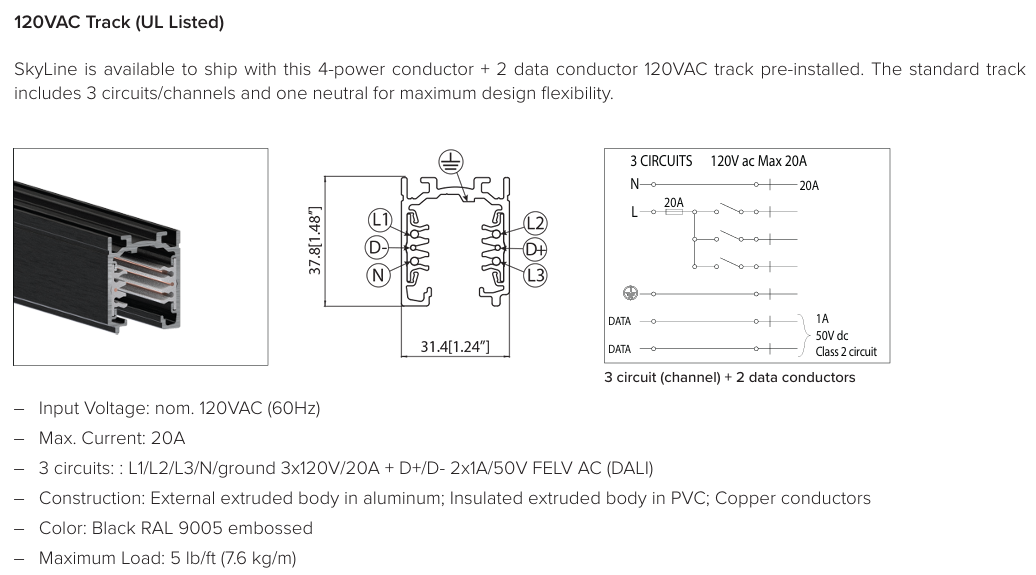 120VAC Track (UL Listed)
SkyLine is available to ship with this 4-power conductor + 2 data conductor 120VAC track pre-installed. The standard track
includes 3 circuits/channels and one neutral for maximum design flexibility.
37.8[1.48"]
L1
D-
N
L2
D+
L3
31.4[1.24"]
3 CIRCUITS 120V ac Max 20A
N 20A
L 20A
DATA
DATA
1A
50V dc
Class 2 circuit
3 circuit (channel) + 2 data conductors
– Input Voltage: nom. 120VAC (60Hz)
– Max. Current: 20A
– 3 circuits: : L1/L2/L3/N/ground 3x120V/20A + D+/D- 2x1A/50V FELV AC (DALI)
– Construction: External extruded body in aluminum; Insulated extruded body in PVC; Copper conductors
– Color: Black RAL 9005 embossed
– Maximum Load: 5 lb/ft (7.6 kg/m)